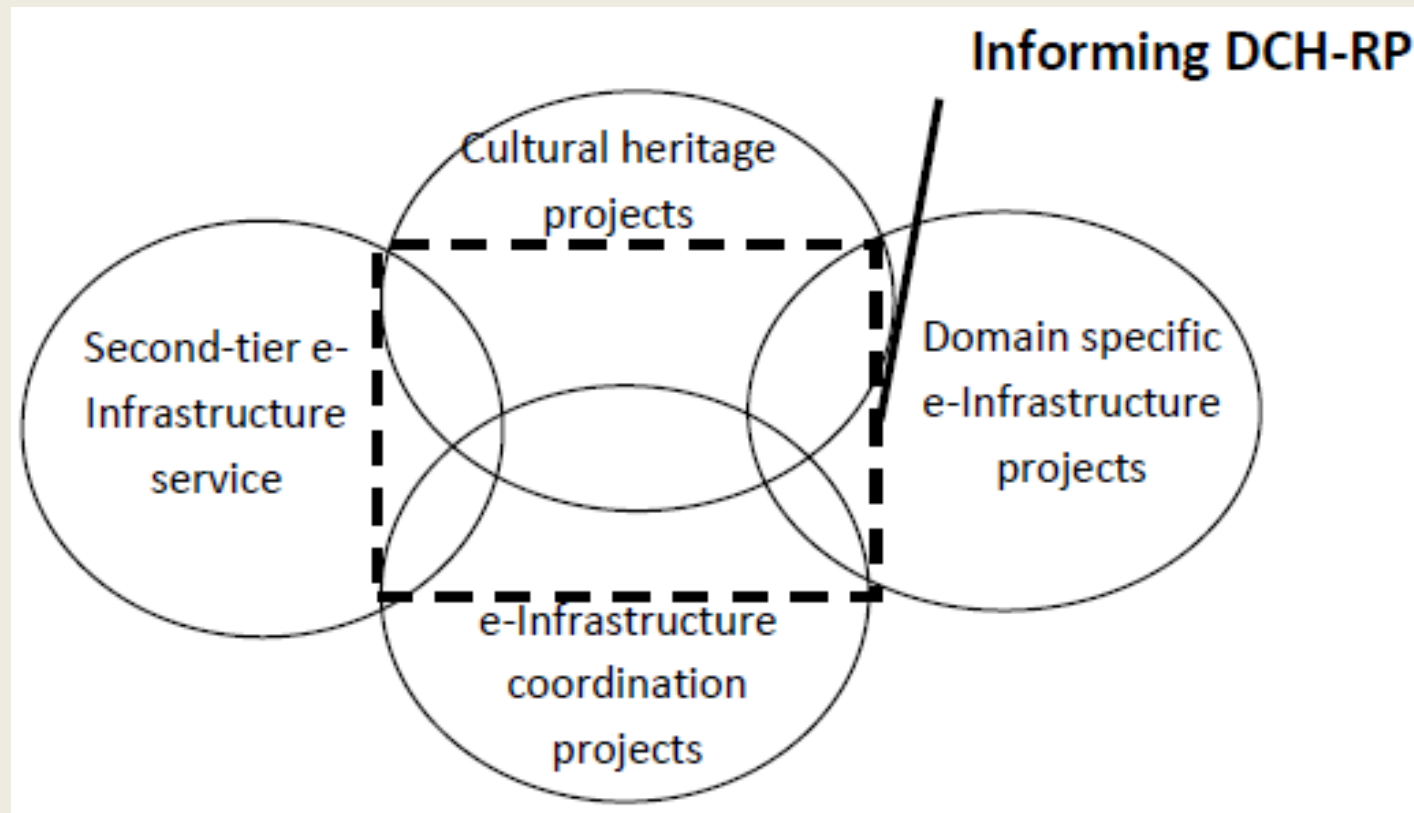 Informing DCH-RP
Cultural heritage
projects
Second-tier e-
Infrastructure
service
Domain specific
e-Infrastructure
projects
e-Infrastructure
coordination
projects